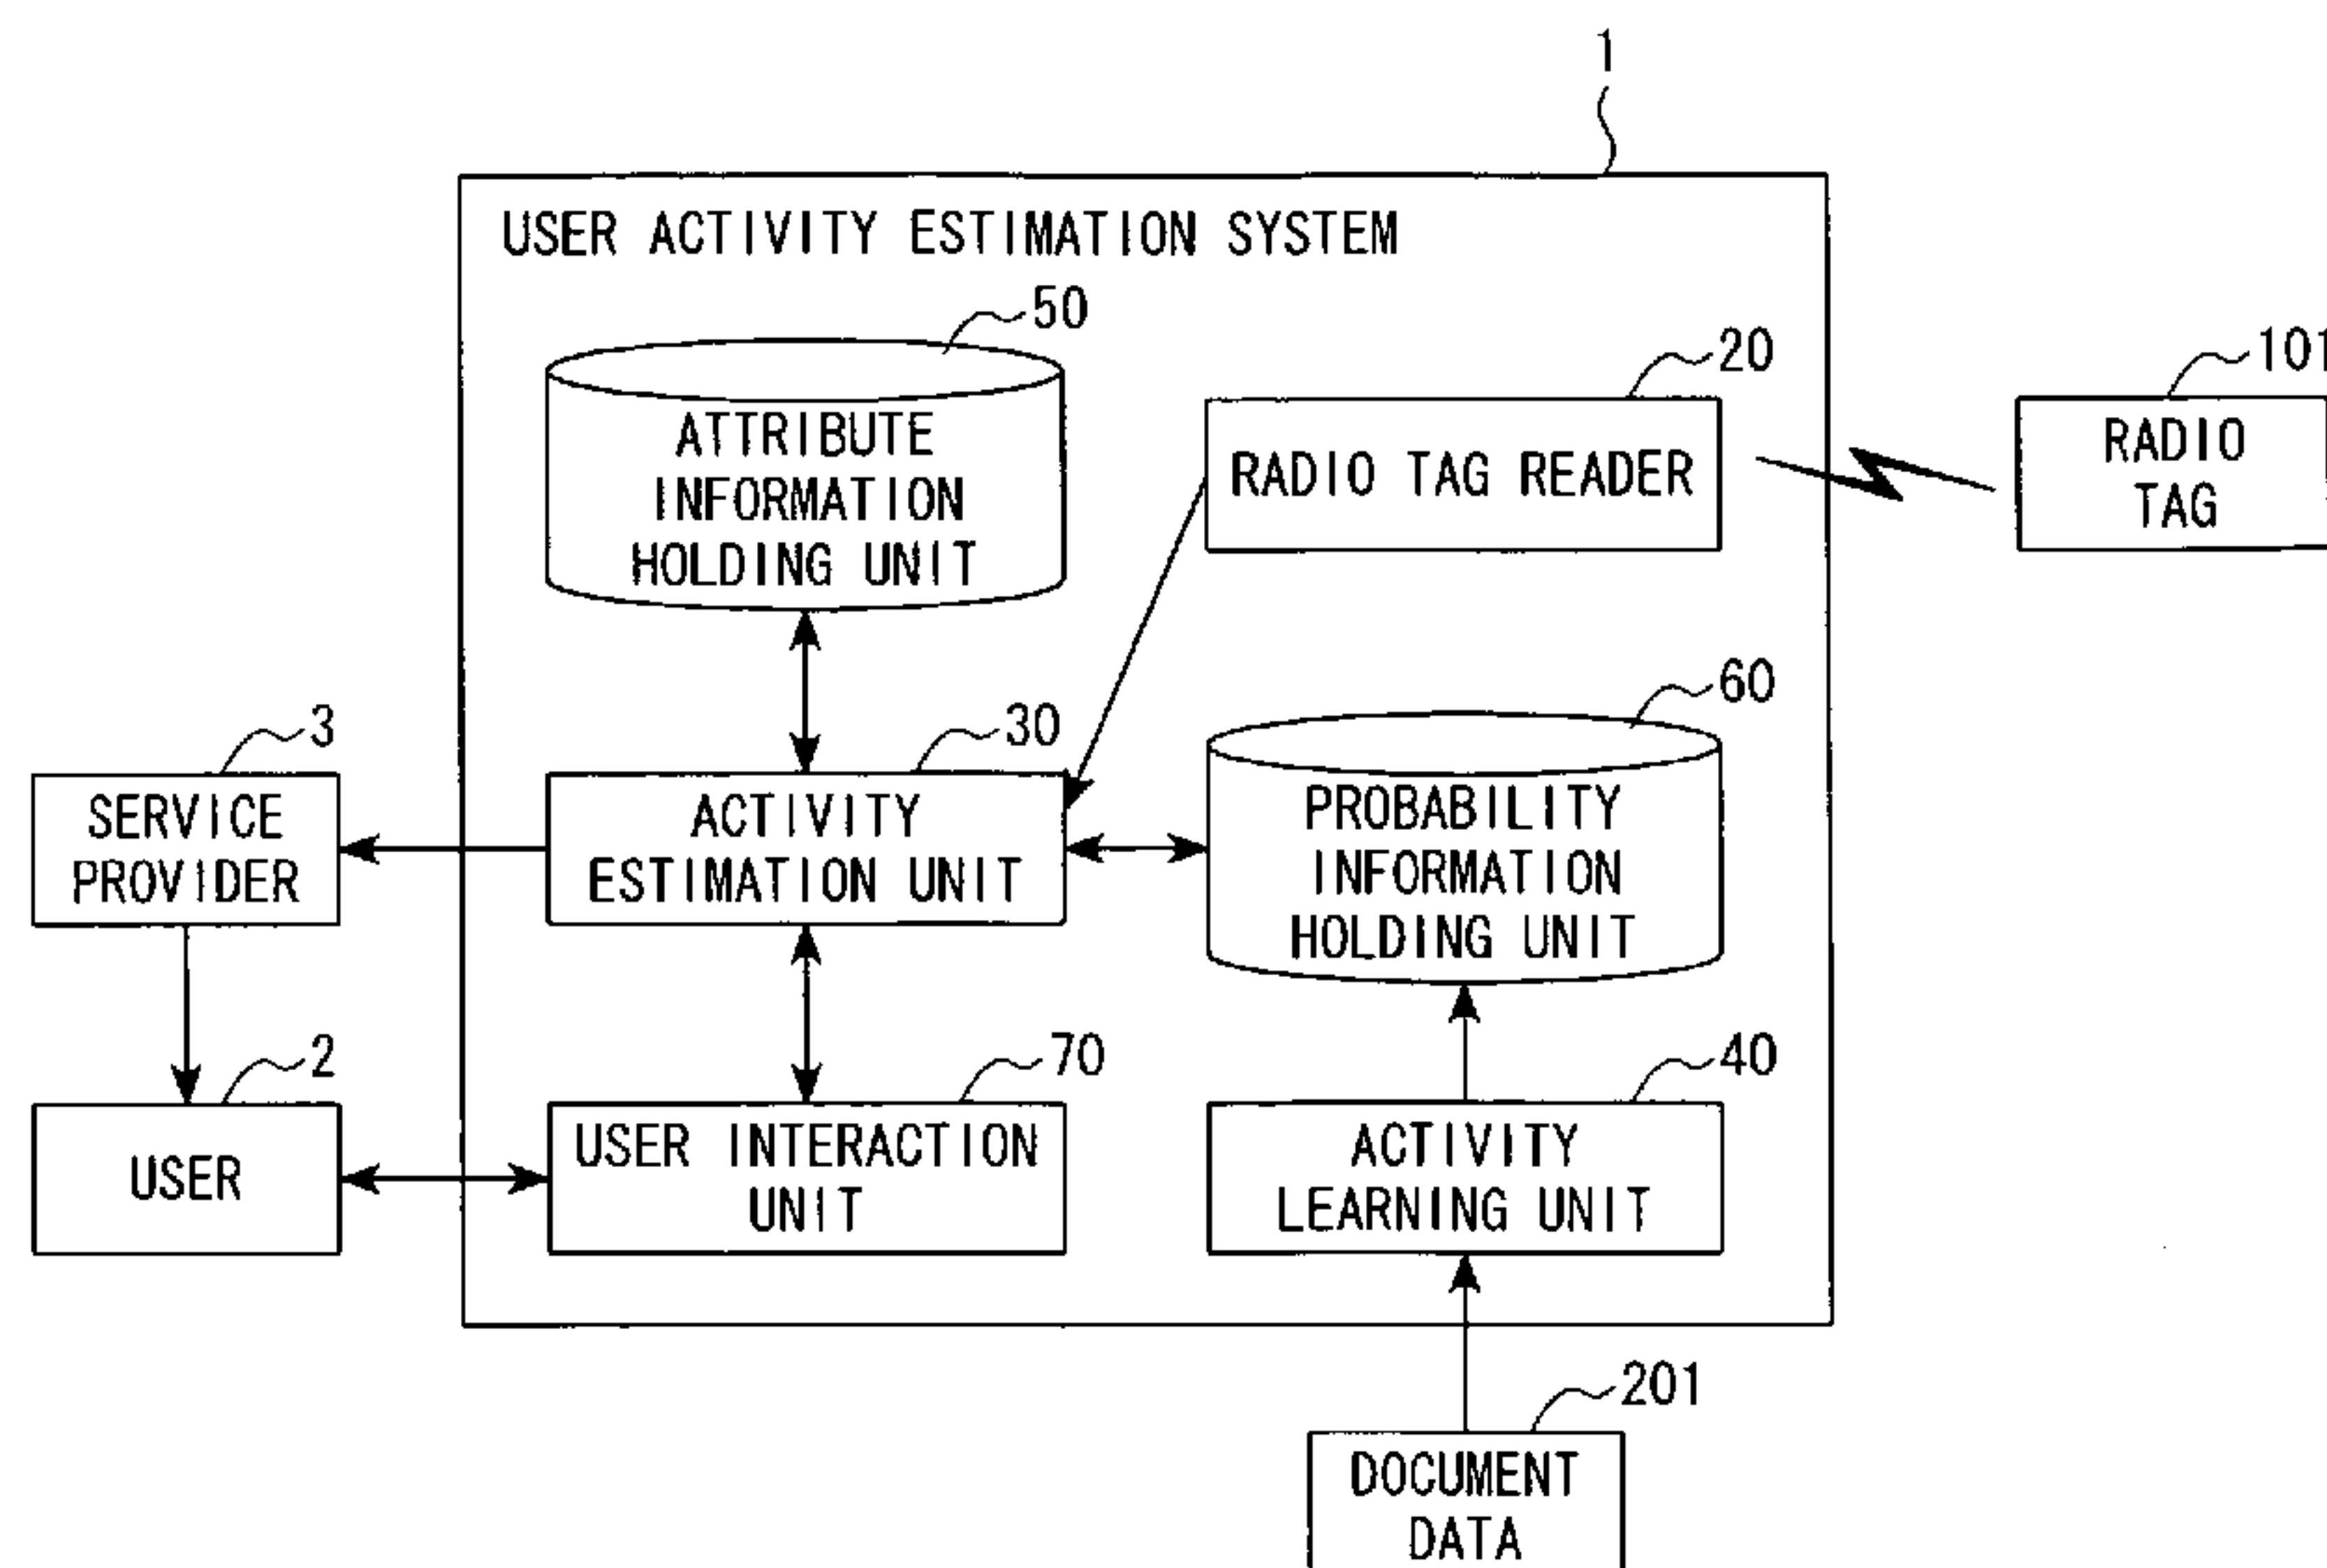 1
USER ACTIVITY ESTIMATION SYSTEM
50
ATTRIBUTE
INFORMATION
HOLDING UNIT
20
RADIO TAG READER
101
RADIO
TAG
3
SERVICE
PROVIDER
30
ACTIVITY
ESTIMATION UNIT
60
PROBABILITY
INFORMATION
HOLDING UNIT
2
USER
70
USER INTERACTION
UNIT
40
ACTIVITY
LEARNING UNIT
201
DOCUMENT
DATA